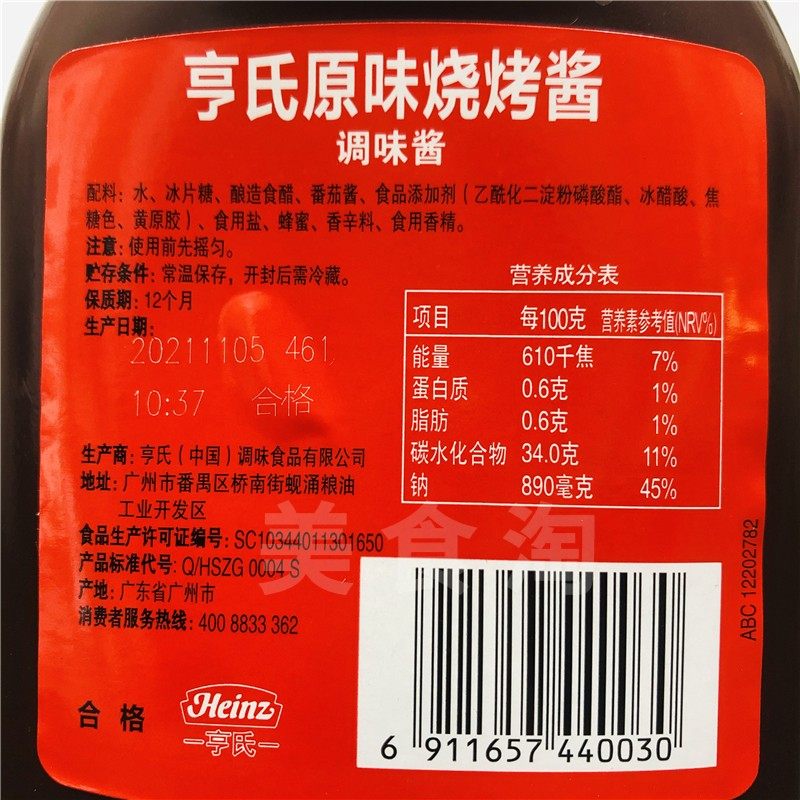 亨氏原味烧烤酱
调味酱
配料：水、冰片糖、酿造食醋、番茄酱、食品添加剂（乙酰化二淀粉磷酸酯、冰醋酸、焦
糖色、黄原胶）、食用盐、蜂蜜、香辛料、食用香精。
注意：使用前先摇匀。
贮存条件：常温保存，开封后需冷藏。
保质期：12个月
生产日期：
20211105 461
10:37 合格
营养成分表
项目 每100克 营养素参考值(NRV%)
能量 610千焦 7%
蛋白质 0.6克 1%
脂肪 0.6克 1%
碳水化合物 34.0克 11%
钠 890毫克 45%
生产商：亨氏（中国）调味食品有限公司
地址：广州市番禺区桥南街蚬涌粮油
工业开发区
食品生产许可证编号：SC10344011301650
产品标准代号：Q/HSZG 0004 S
产地：广东省广州市
消费者服务热线：400 8833 362
美食淘
合格
Heinz
亨氏
6 911657 440030
ABC 12202782